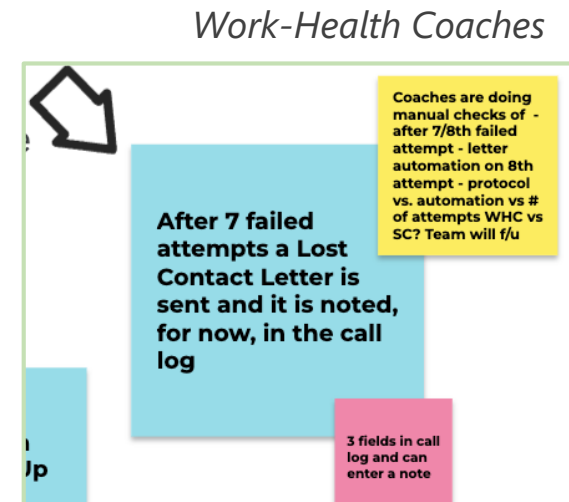 Work-Health Coaches
Coaches are doing
manual checks of -
after 7/8th failed
attempt - letter
automation on 8th
attempt - protocol
vs. automation vs #
of attempts WHC vs
SC? Team will f/u
After 7 failed
attempts a Lost
Contact Letter is
sent and it is noted,
for now, in the call
log
3 fields in call
log and can
enter a note
Up